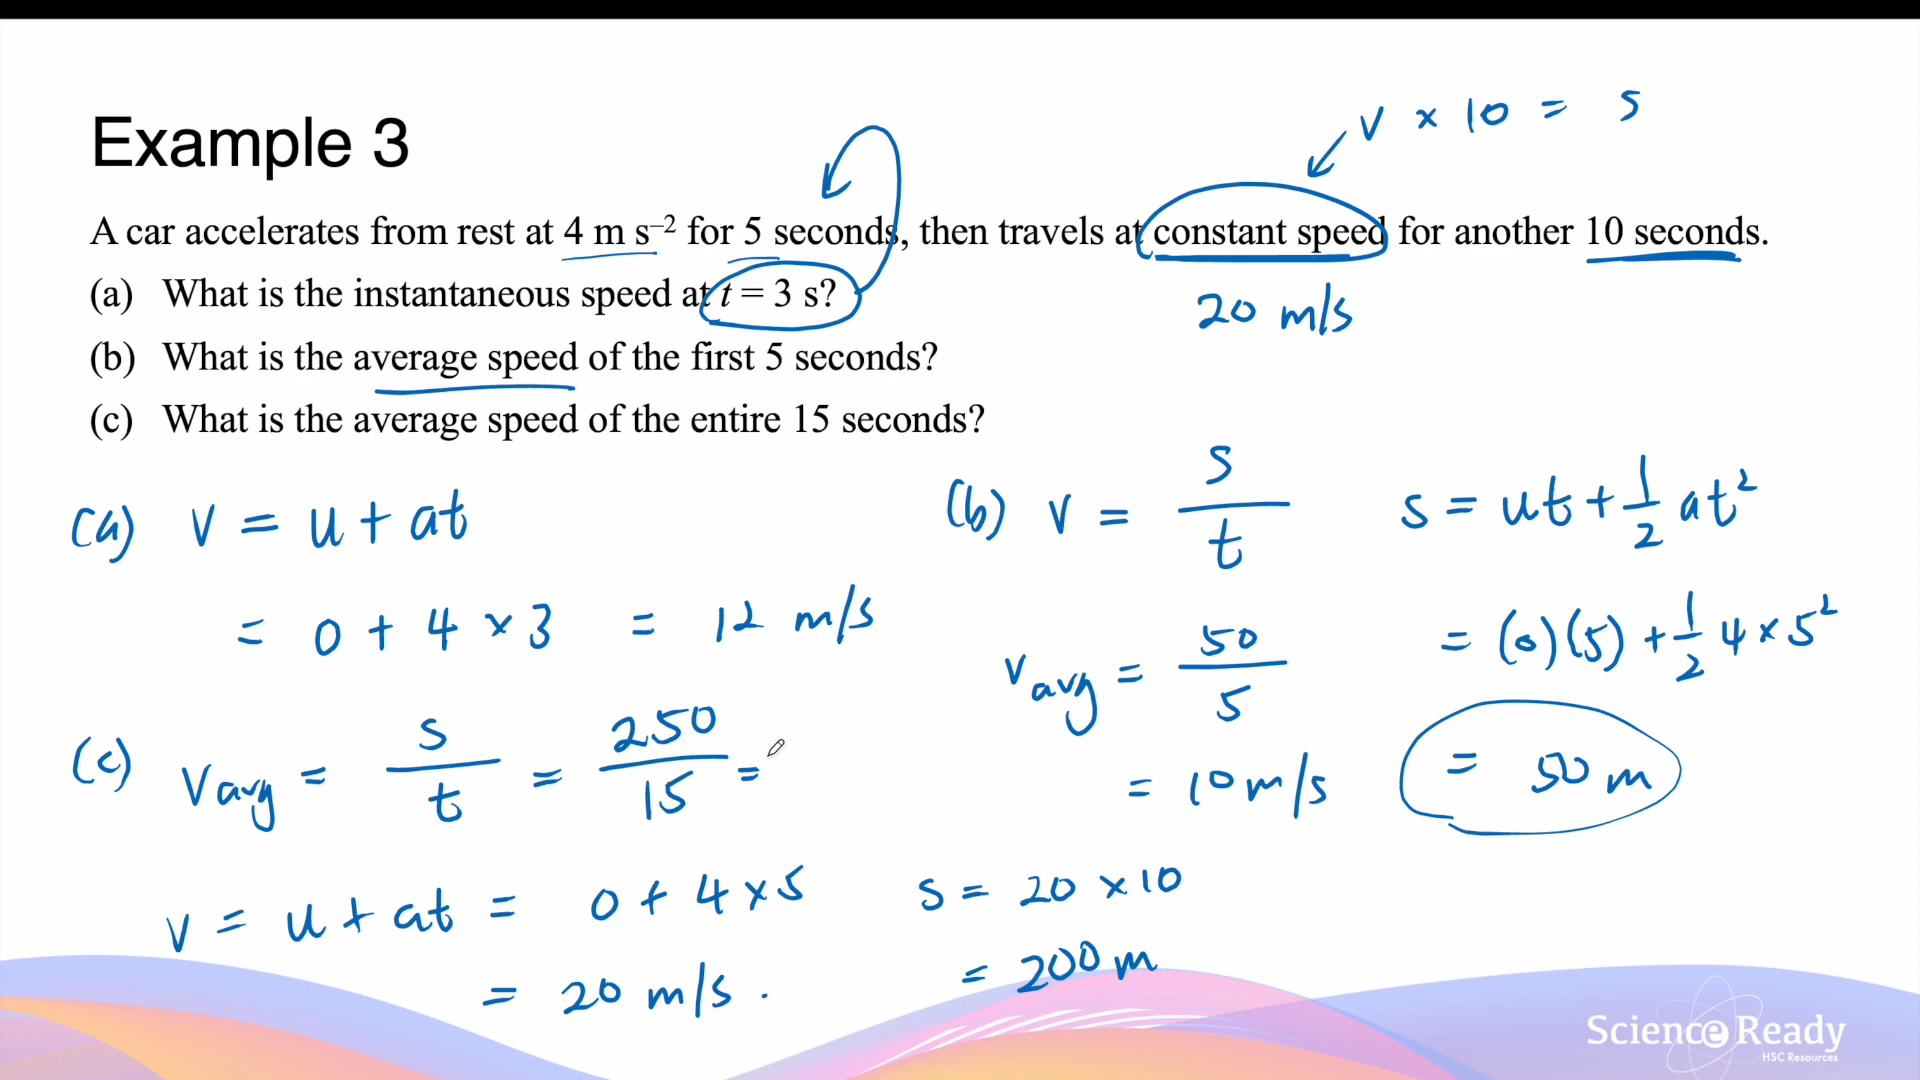 v × 10 = s
Example 3
A car accelerates from rest at 4 m s⁻² for 5 seconds, then travels at constant speed for another 10 seconds.
(a) What is the instantaneous speed at t = 3 s?
20 m/s
(b) What is the average speed of the first 5 seconds?
(c) What is the average speed of the entire 15 seconds?
(a) v = u + at
= 0 + 4 × 3 = 12 m/s
(b) v = s/t
s = ut + 1/2 at²
= (0)(5) + 1/2 4 × 5²
= 50 m
v avg = 50/5
= 10 m/s
(c) v avg = s/t = 250/15 =
v = u + at = 0 + 4 × 5
= 20 m/s.
s = 20 × 10
= 200 m
Science Ready
HSC Resources